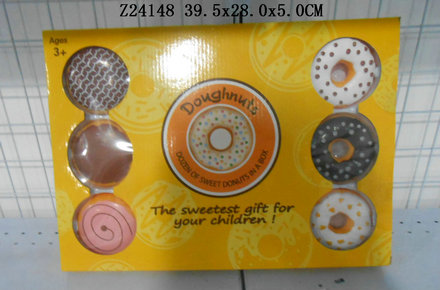 Z24148 39.5x28.0x5.0CM
Ages
3+
Doughnuts
DOZEN OF SWEET DONUTS IN A BOX
The sweetest gift for
your children !